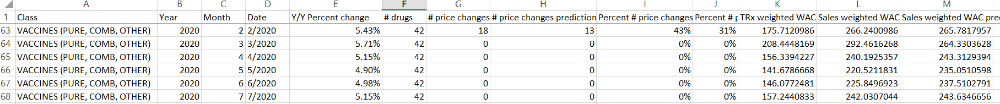 A B C D E F G H I J K L M
1 Class Year Month Date Y/Y Percent change # drugs # price changes # price changes prediction Percent # price changes Percent # p TRx weighted WAC Sales weighted WAC Sales weighted WAC pre
63 VACCINES (PURE, COMB, OTHER) 2020 2 2/2020 5.43% 42 18 13 43% 31% 175.7120986 266.2400986 265.7817957
64 VACCINES (PURE, COMB, OTHER) 2020 3 3/2020 5.71% 42 0 0 0% 0% 208.4448169 292.4616268 264.3303628
65 VACCINES (PURE, COMB, OTHER) 2020 4 4/2020 5.15% 42 0 0 0% 0% 156.3394227 240.1925357 243.3129394
66 VACCINES (PURE, COMB, OTHER) 2020 5 5/2020 4.90% 42 0 0 0% 0% 141.6786668 220.5211831 235.0510598
67 VACCINES (PURE, COMB, OTHER) 2020 6 6/2020 4.98% 42 0 0 0% 0% 146.0772481 225.8496923 237.5102791
68 VACCINES (PURE, COMB, OTHER) 2020 7 7/2020 5.15% 42 0 0 0% 0% 157.2440833 242.0307044 243.6346656